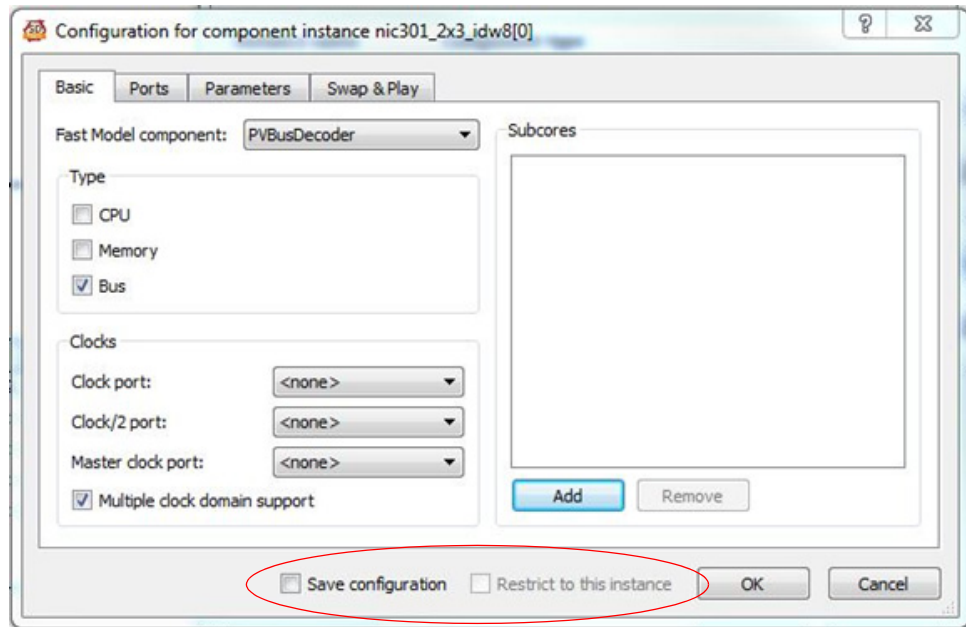 Configuration for component instance nic301_2x3_idw8[0]
Basic Ports Parameters Swap & Play
Fast Model component: PVBusDecoder
Type
CPU
Memory
Bus
Clocks
Clock port: <none>
Clock/2 port: <none>
Master clock port: <none>
Multiple clock domain support
Subcores
Add Remove
Save configuration Restrict to this instance OK Cancel